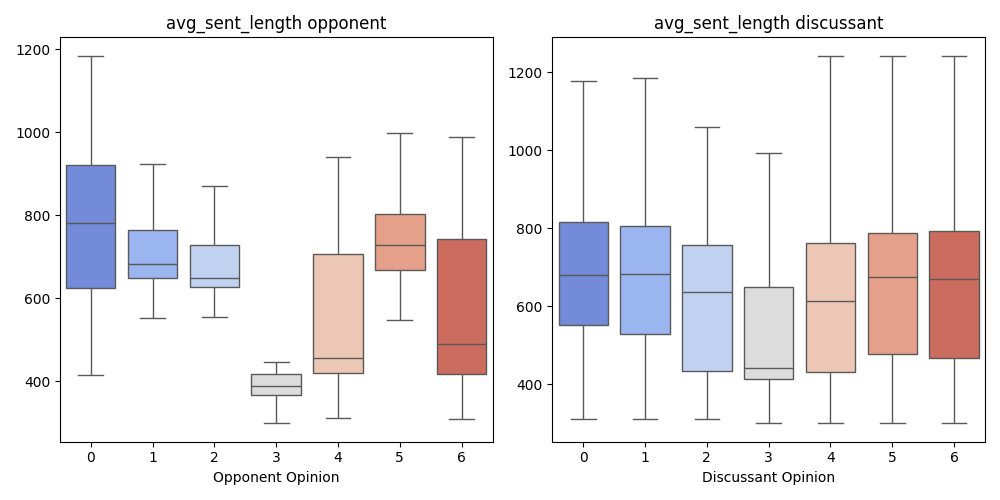 avg_sent_length opponent
1200
1000
800
600
400
0 1 2 3 4 5 6
Opponent Opinion
avg_sent_length discussant
1200
1000
800
600
400
0 1 2 3 4 5 6
Discussant Opinion